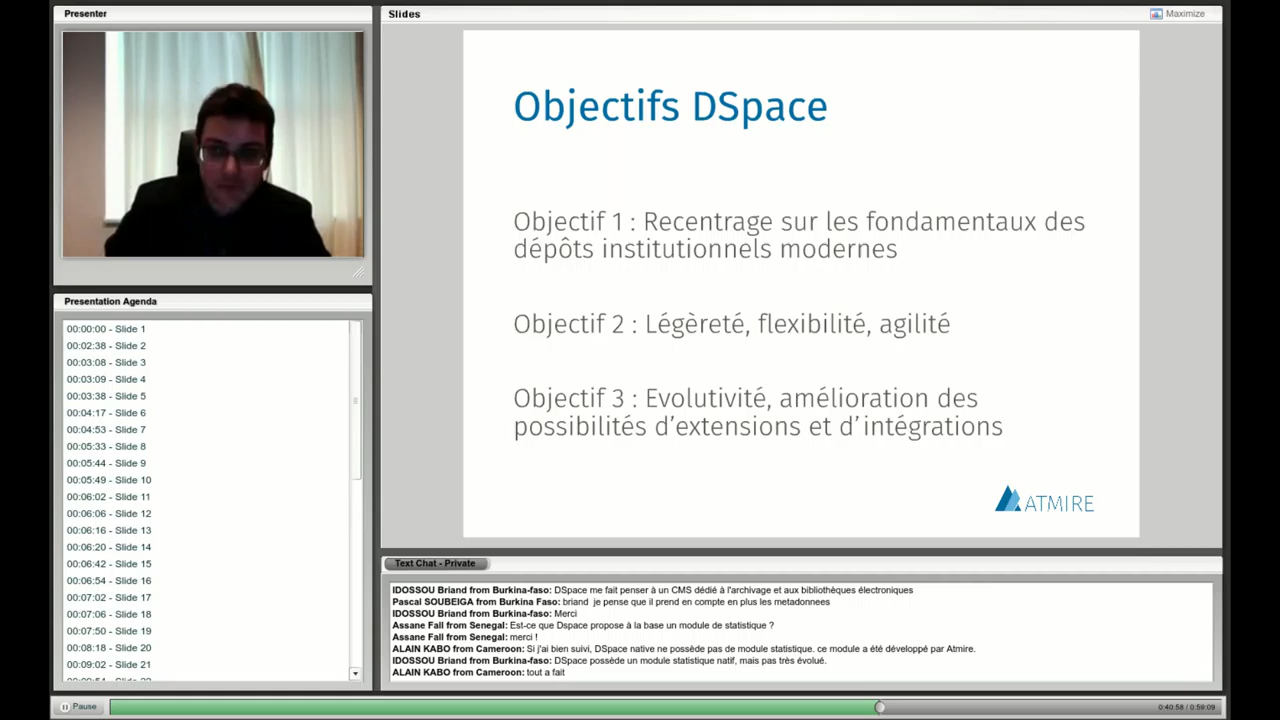 Presenter
Slides
Maximize
Objectifs DSpace
Objectif 1 : Recentrage sur les fondamentaux des
dépôts institutionnels modernes
Objectif 2 : Légèreté, flexibilité, agilité
Objectif 3 : Evolutivité, amélioration des
possibilités d'extensions et d'intégrations
ATMIRE
Presentation Agenda
00:00:00 - Slide 1
00:02:38 - Slide 2
00:03:08 - Slide 3
00:03:09 - Slide 4
00:03:38 - Slide 5
00:04:17 - Slide 6
00:04:53 - Slide 7
00:05:33 - Slide 8
00:05:44 - Slide 9
00:05:49 - Slide 10
00:06:02 - Slide 11
00:06:06 - Slide 12
00:06:16 - Slide 13
00:06:20 - Slide 14
00:06:42 - Slide 15
00:06:54 - Slide 16
00:07:02 - Slide 17
00:07:06 - Slide 18
00:07:50 - Slide 19
00:08:18 - Slide 20
00:09:02 - Slide 21
Text Chat - Private
IDOSSOU Briand from Burkina-faso: DSpace me fait penser à un CMS dédié à l'archivage et aux bibliothèques électroniques
Pascal SOUBEIGA from Burkina Faso: briand je pense que il prend en compte en plus les metadonnees
IDOSSOU Briand from Burkina-faso: Merci
Assane Fall from Senegal: Est-ce que Dspace propose à la base un module de statistique ?
Assane Fall from Senegal: merci !
ALAIN KABO from Cameroon: Si j'ai bien suivi, DSpace native ne possède pas de module statistique. ce module a été développé par Atmire.
IDOSSOU Briand from Burkina-faso: DSpace possède un module statistique natif, mais pas très évolué.
ALAIN KABO from Cameroon: tout a fait
Pause
0:40:58 / 0:59:09